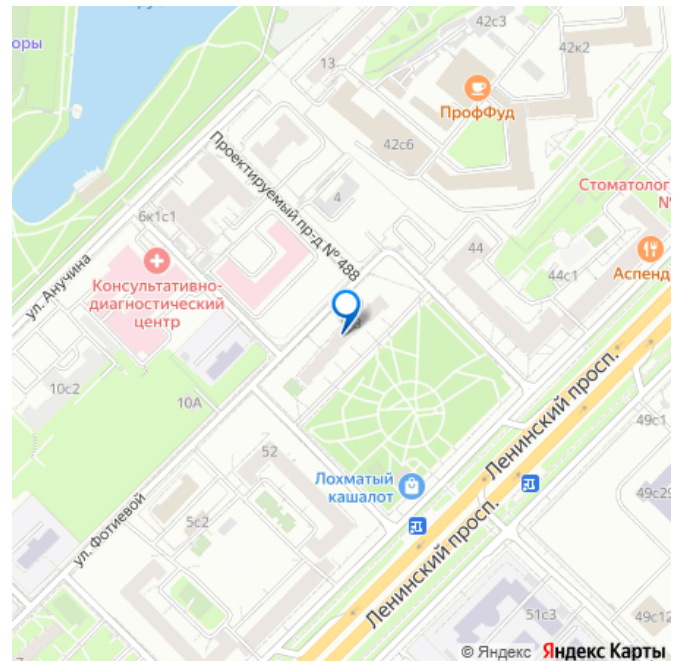 42с3
оры
42к2
13
ПрофФуд
42с6
Проектируемый пр-д № 488
Стоматолог
№
4
6к1с1
44
Аспенд
44с1
ул. Анучина
Консультативно-
диагностический
центр
Ленинский просп.
10с2
10А
49с1
52
Лохматый
кашалот
49с29
5с2
ул. Фотиевой
Ленинский просп.
51с3
49с12
© Яндекс Яндекс Карты